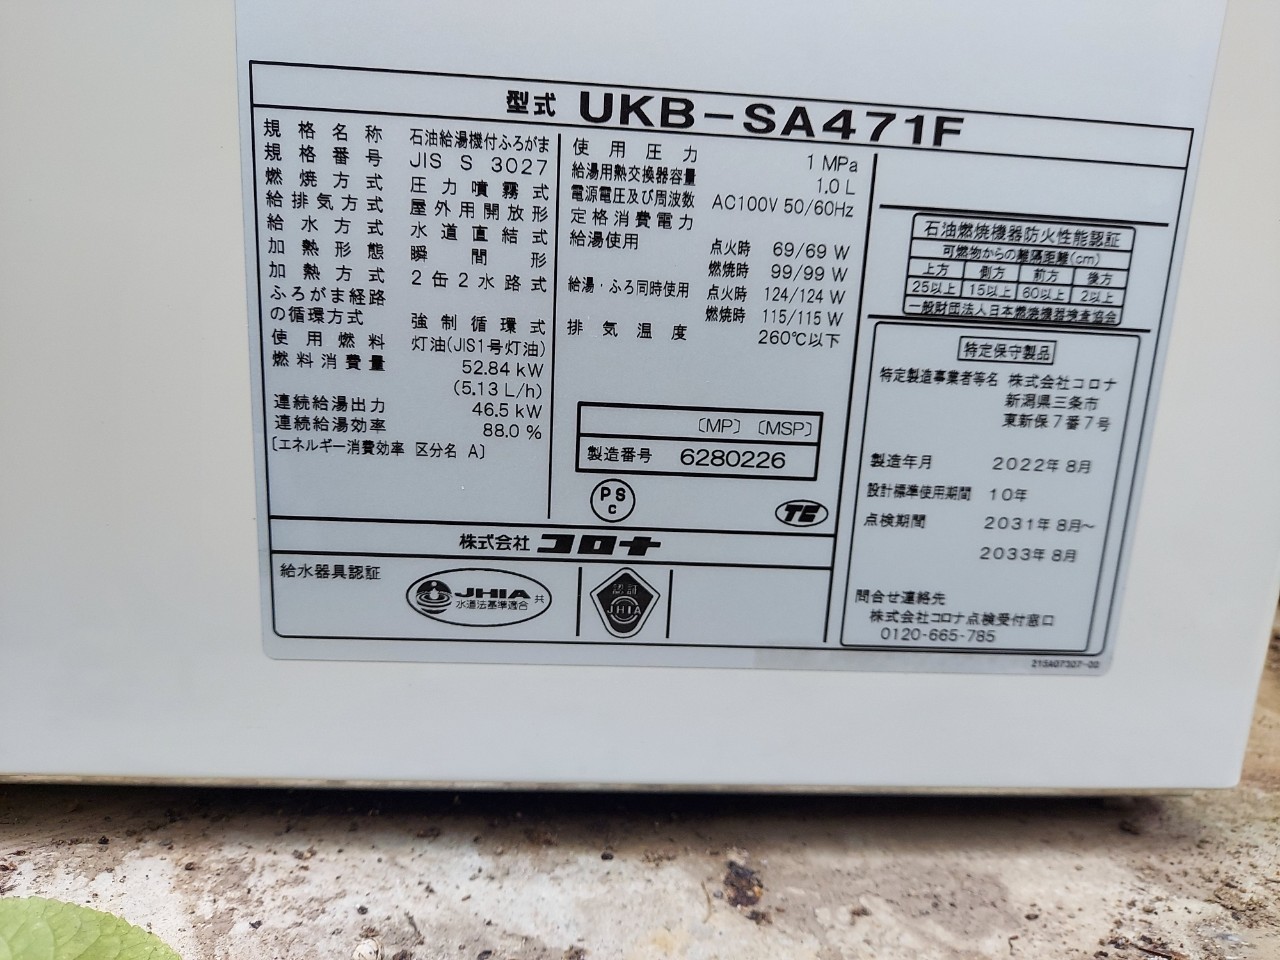 型式 UKB-SA471F
規格名称 石油給湯機付ふろがま
規格番号 JIS S 3027
燃焼方式 圧力噴霧式
給排気方式 屋外用開放形
給水方式 水道直結式
加熱形態 瞬間形
加熱方式 2缶2水路式
ふろがま経路
の循環方式 強制循環式
使用燃料 灯油(JIS1号灯油)
燃料消費量 52.84 kW
(5.13 L/h)
連続給湯出力 46.5 kW
連続給湯効率 88.0 %
〔エネルギー消費効率 区分名 A〕
使用圧力 1 MPa
給湯用熱交換器容量 1.0 L
電源電圧及び周波数 AC100V 50/60Hz
定格消費電力
給湯使用 点火時 69/69 W
燃焼時 99/99 W
給湯・ふろ同時使用 点火時 124/124 W
燃焼時 115/115 W
排気温度 260℃以下
〔MP〕〔MSP〕
製造番号 6280226
PS
C
TE
石油燃焼機器防火性能認証
可燃物からの離隔距離(cm)
上方 側方 前方 後方
25以上 15以上 60以上 2以上
一般財団法人日本燃焼機器検査協会
特定保守製品
特定製造事業者等名 株式会社コロナ
新潟県三条市
東新保7番7号
製造年月 2022年 8月
設計標準使用期間 10年
点検期間 2031年 8月〜
2033年 8月
問合せ連絡先
株式会社コロナ点検受付窓口
0120-665-785
株式会社 コロナ
給水器具認証
JHIA 共
水道法基準適合
認証
JHIA
215A07307-00